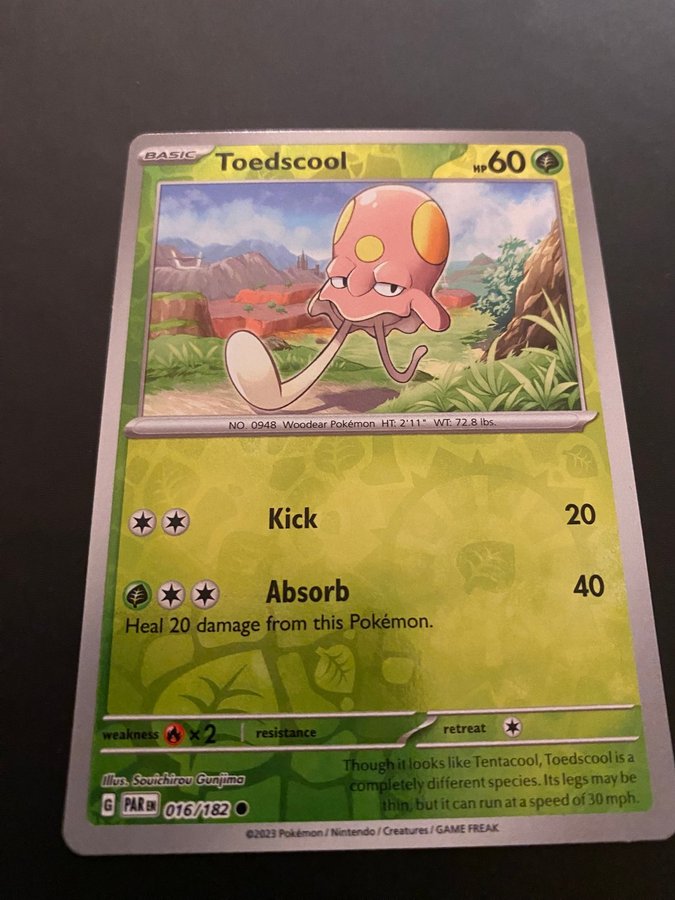 BASIC Toedscool HP 60
NO. 0948 Woodear Pokémon HT: 2'11" WT: 72.8 lbs.
Kick 20
Absorb 40
Heal 20 damage from this Pokémon.
weakness ×2 resistance retreat
Illus. Souichirou Gunjima
Though it looks like Tentacool, Toedscool is a
completely different species. Its legs may be
thin, but it can run at a speed of 30 mph.
G PAR EN 016/182
©2023 Pokémon / Nintendo / Creatures / GAME FREAK